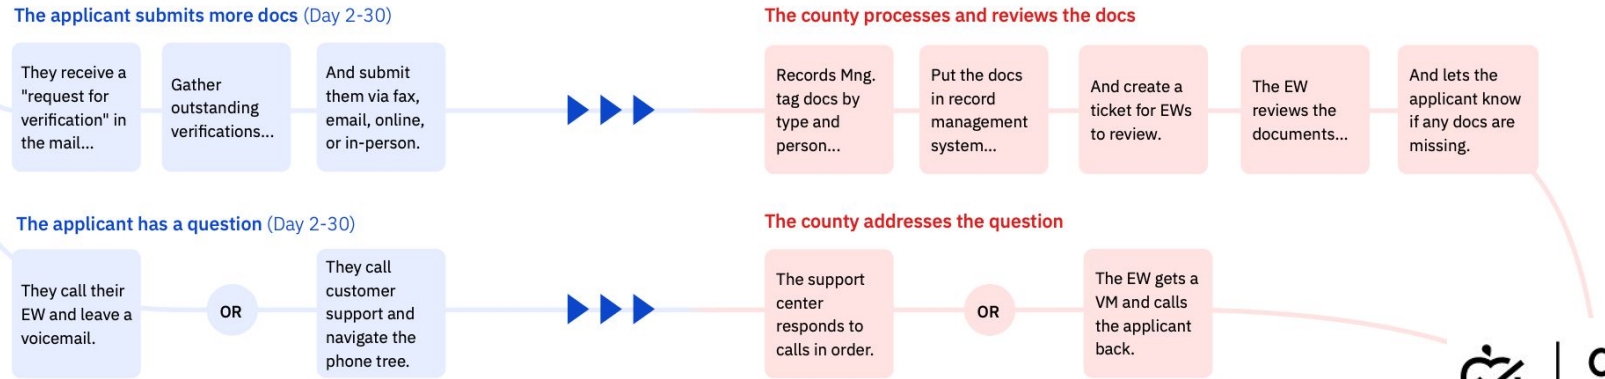 The applicant submits more docs (Day 2-30)
They receive a
"request for
verification" in
the mail...
Gather
outstanding
verifications...
And submit
them via fax,
email, online,
or in-person.
The county processes and reviews the docs
Records Mng.
tag docs by
type and
person...
Put the docs
in record
management
system...
And create a
ticket for EWs
to review.
The EW
reviews the
documents...
And lets the
applicant know
if any docs are
missing.
The applicant has a question (Day 2-30)
They call their
EW and leave a
voicemail.
OR
They call
customer
support and
navigate the
phone tree.
The county addresses the question
The support
center
responds to
calls in order.
OR
The EW gets a
VM and calls
the applicant
back.